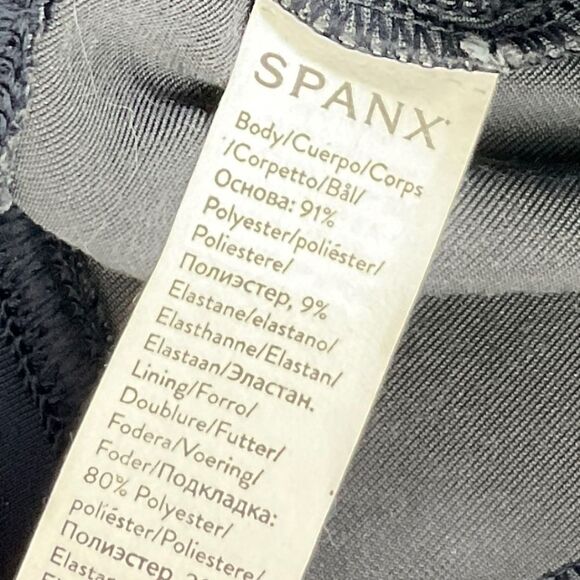 SPANX
Body/Cuerpo/Corps
/Corpetto/Bål/
Основа: 91%
Polyester/poliéster/
Poliestere/
Полиэстер, 9%
Elastane/elastano/
Elasthanne/Elastan/
Elastaan/Эластан.
Lining/Forro/
Doublure/Futter/
Fodera/Voering/
Foder/Подкладка:
80% Polyester/
poliéster/Poliestere/
Полиэстер